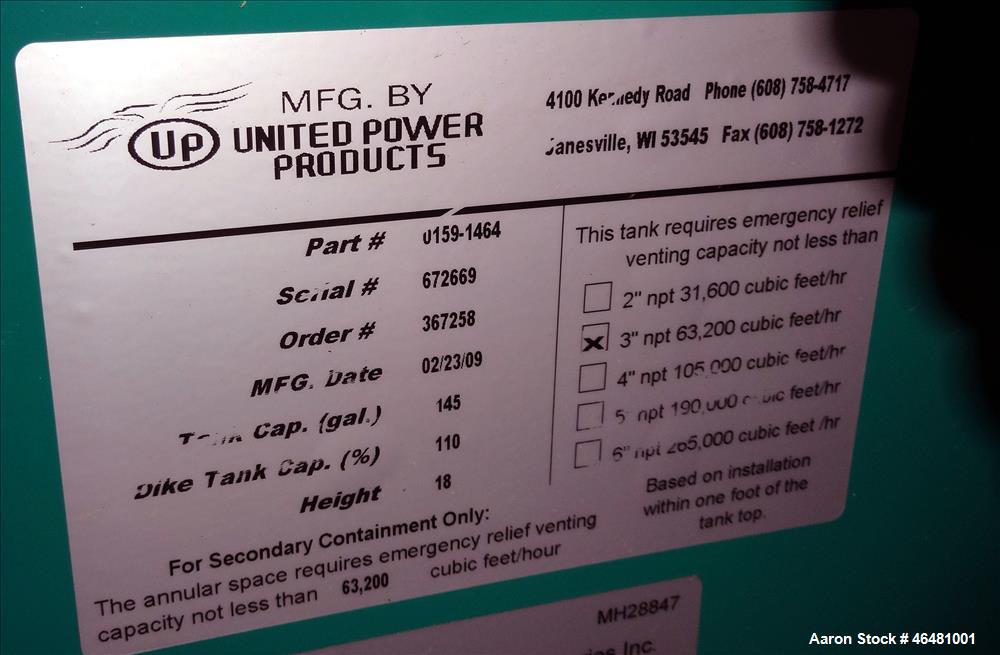 UP
MFG. BY
UNITED POWER
PRODUCTS
4100 Kennedy Road Phone (608) 758-4717
Janesville, WI 53545 Fax (608) 758-1272
Part # 0159-1464
Serial # 672669
Order # 367258
MFG. Date 02/23/09
Tank Cap. (gal.) 145
Dike Tank Cap. (%) 110
Height 18
For Secondary Containment Only:
The annular space requires emergency relief venting
capacity not less than 63,200 cubic feet/hour
This tank requires emergency relief
venting capacity not less than
2" npt 31,600 cubic feet/hr
3" npt 63,200 cubic feet/hr
4" npt 105,000 cubic feet/hr
5" npt 190,000 cubic feet/hr
6" npt 265,000 cubic feet /hr
Based on installation
within one foot of the
tank top.
MH28847
Inc.
Aaron Stock # 46481001